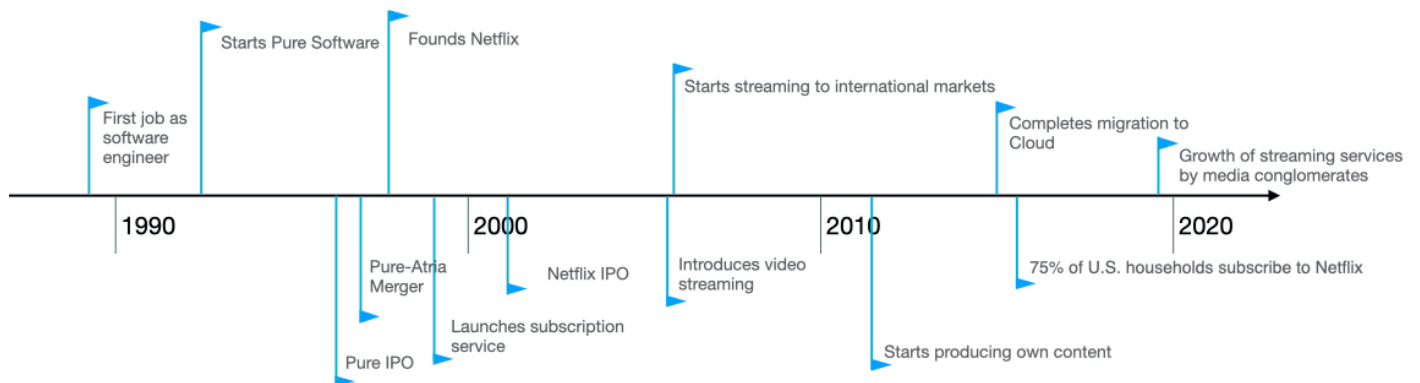 Starts Pure Software
Founds Netflix
First job as
software
engineer
Starts streaming to international markets
Completes migration to
Cloud
Growth of streaming services
by media conglomerates
1990
2000
2010
2020
Pure-Atria
Merger
Netflix IPO
Introduces video
streaming
75% of U.S. households subscribe to Netflix
Launches subscription
service
Pure IPO
Starts producing own content